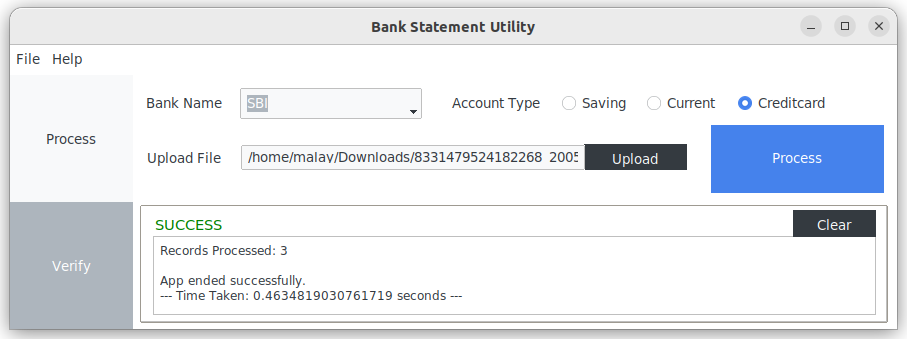 Bank Statement Utility
File Help
Process
Verify
Bank Name SBI Account Type Saving Current Creditcard
Upload File /home/malay/Downloads/8331479524182268_2005 Upload Process
SUCCESS Clear
Records Processed: 3
App ended successfully.
--- Time Taken: 0.4634819030761719 seconds ---